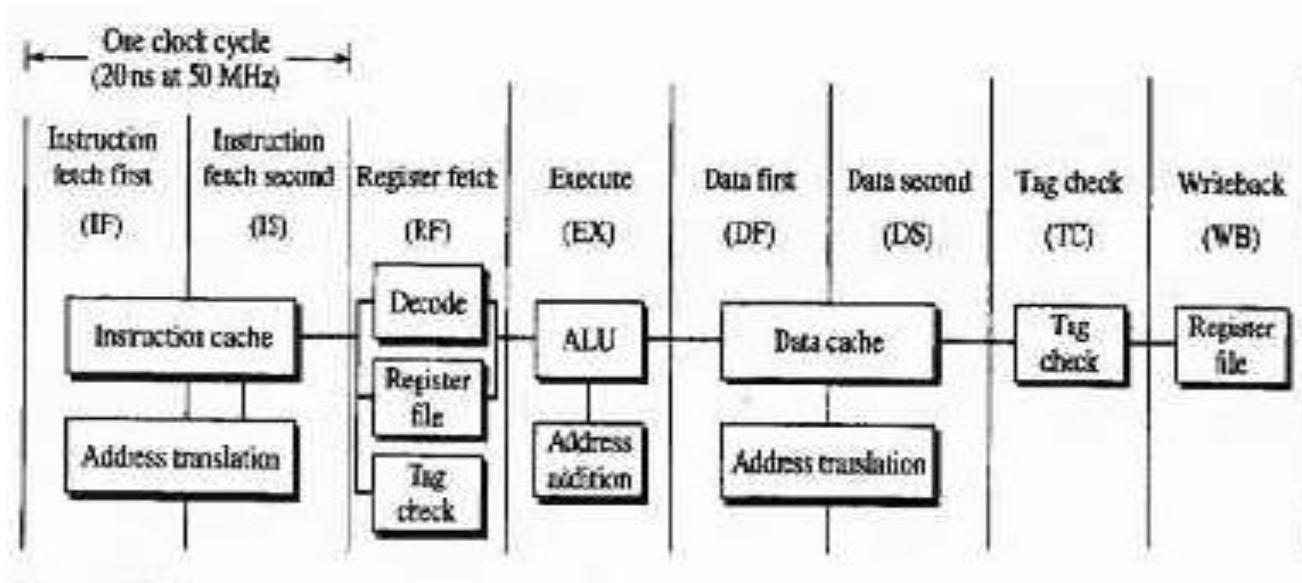 One clock cycle
(20 ns at 50 MHz)
Instruction
fetch first
(IF)
Instruction
fetch second
(IS)
Register fetch
(RF)
Execute
(EX)
Data first
(DF)
Data second
(DS)
Tag check
(TC)
Writeback
(WB)
Instruction cache
Address translation
Decode
Register
file
Tag
check
ALU
Address
addition
Data cache
Address translation
Tag
check
Register
file